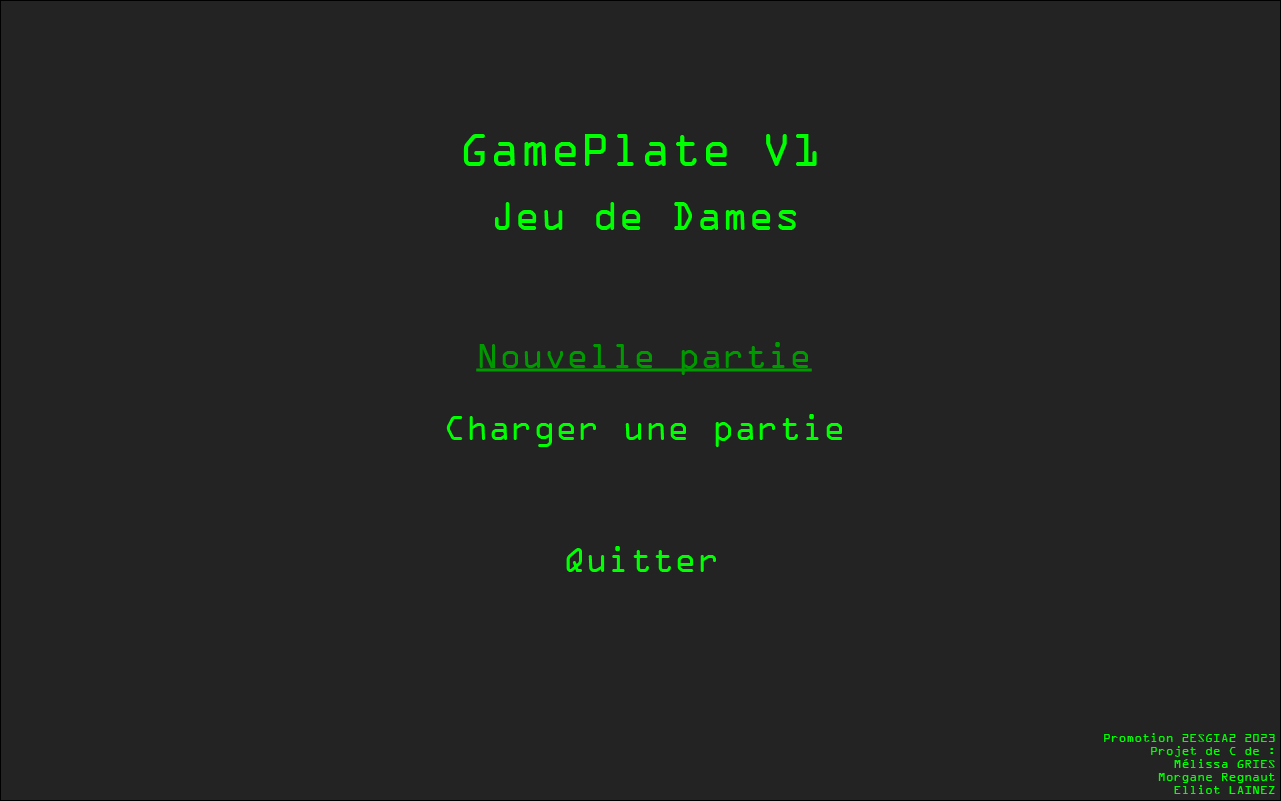 GamePlate V1
Jeu de Dames
Nouvelle partie
Charger une partie
Quitter
Promotion 2ESGIA2 2023
Projet de C de :
Mélissa GRIES
Morgane Regnaut
Elliot LAINEZ